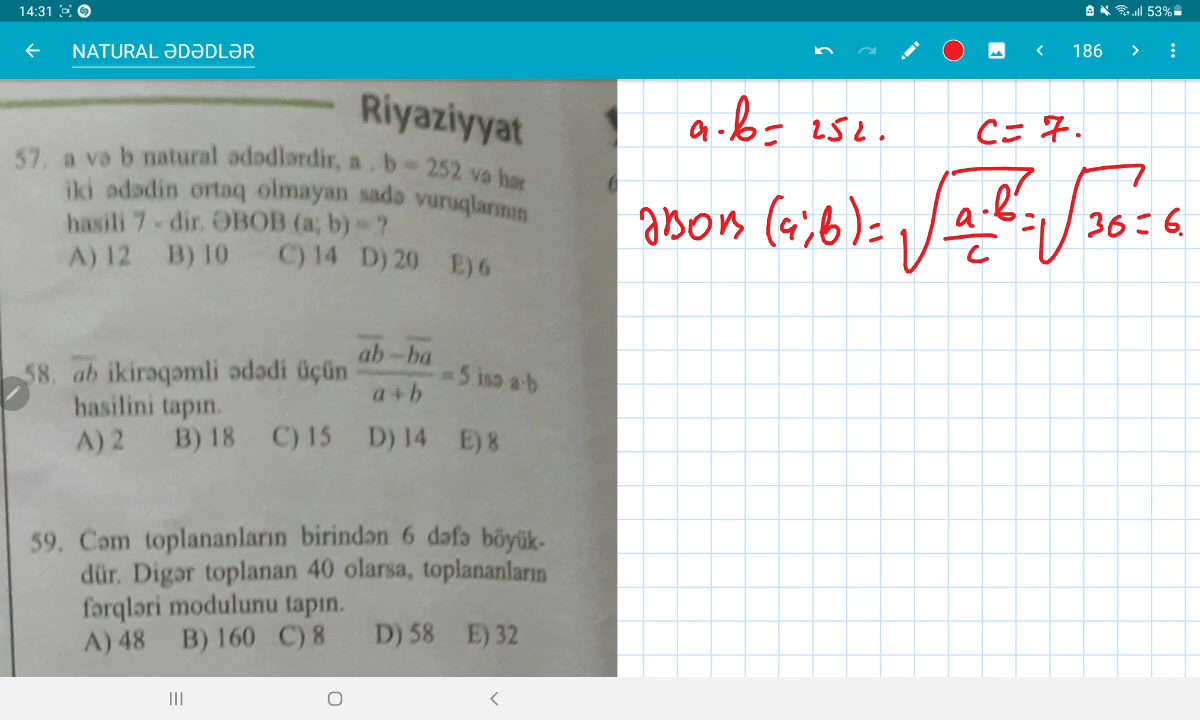 14:31
53%
NATURAL ƏDƏDLƏR
186
Riyaziyyat
57. a və b natural ədədlərdir, a . b = 252 və hər
iki ədədin ortaq olmayan sadə vuruqlarının
hasili 7 - dir. ƏBOB (a; b) = ?
A) 12 B) 10 C) 14 D) 20 E) 6
58. ab ikirəqəmli ədədi üçün ab – ba / a + b = 5 isə a·b
hasilini tapın.
A) 2 B) 18 C) 15 D) 14 E) 8
59. Cəm toplananların birindən 6 dəfə böyük-
dür. Digər toplanan 40 olarsa, toplananların
fərqləri modulunu tapın.
A) 48 B) 160 C) 8 D) 58 E) 32
6
a·b = 252. c = 7.
ƏBOB (a;b) = √a·b/c = √36 = 6.